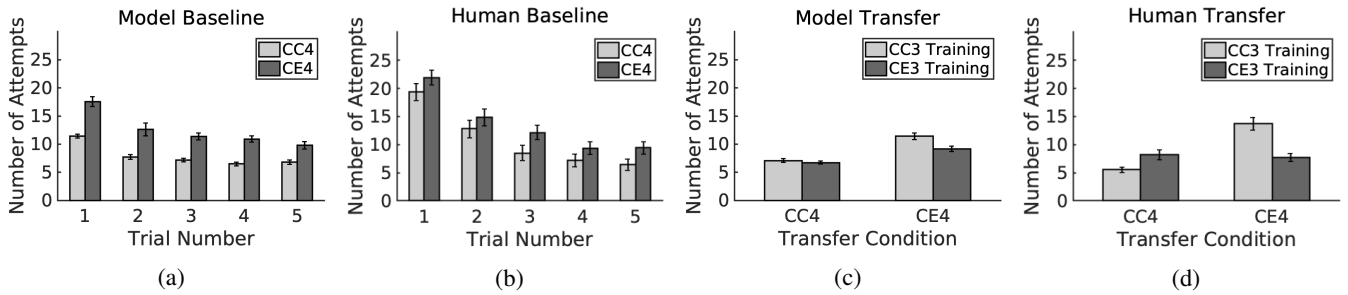 Model Baseline
Number of Attempts
25
20
15
10
5
0
CC4
CE4
1 2 3 4 5
Trial Number
(a)
Human Baseline
Number of Attempts
25
20
15
10
5
0
CC4
CE4
1 2 3 4 5
Trial Number
(b)
Model Transfer
Number of Attempts
25
20
15
10
5
0
CC3 Training
CE3 Training
CC4 CE4
Transfer Condition
(c)
Human Transfer
Number of Attempts
25
20
15
10
5
0
CC3 Training
CE3 Training
CC4 CE4
Transfer Condition
(d)